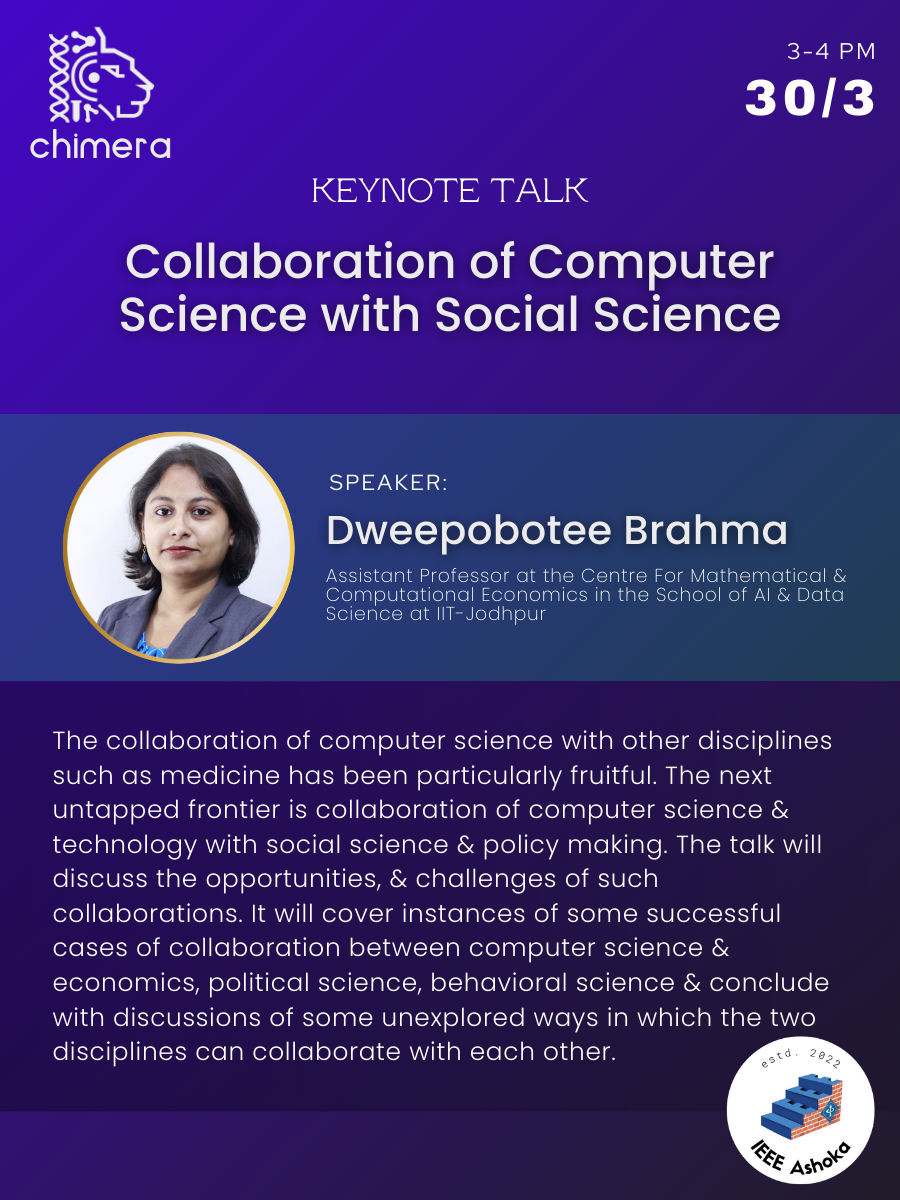 chimera
3-4 PM
30/3
KEYNOTE TALK
Collaboration of Computer
Science with Social Science
SPEAKER:
Dweepobotee Brahma
Assistant Professor at the Centre For Mathematical &
Computational Economics in the School of AI & Data
Science at IIT-Jodhpur
The collaboration of computer science with other disciplines
such as medicine has been particularly fruitful. The next
untapped frontier is collaboration of computer science &
technology with social science & policy making. The talk will
discuss the opportunities, & challenges of such
collaborations. It will cover instances of some successful
cases of collaboration between computer science &
economics, political science, behavioral science & conclude
with discussions of some unexplored ways in which the two
disciplines can collaborate with each other.
estd. 2022
IEEE Ashoka